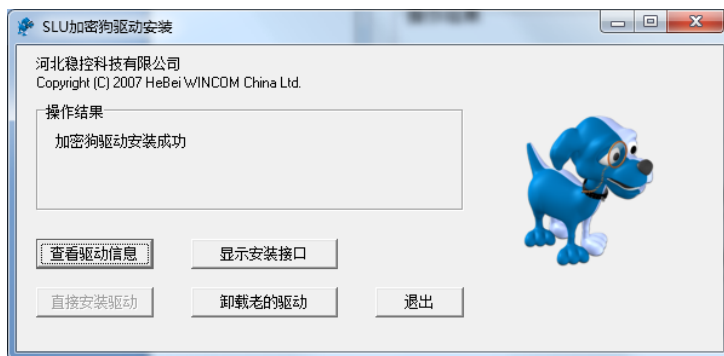 SLU加密狗驱动安装
河北稳控科技有限公司
Copyright (C) 2007 HeBei WINCOM China Ltd.
操作结果
加密狗驱动安装成功
查看驱动信息
显示安装接口
直接安装驱动
卸载老的驱动
退出